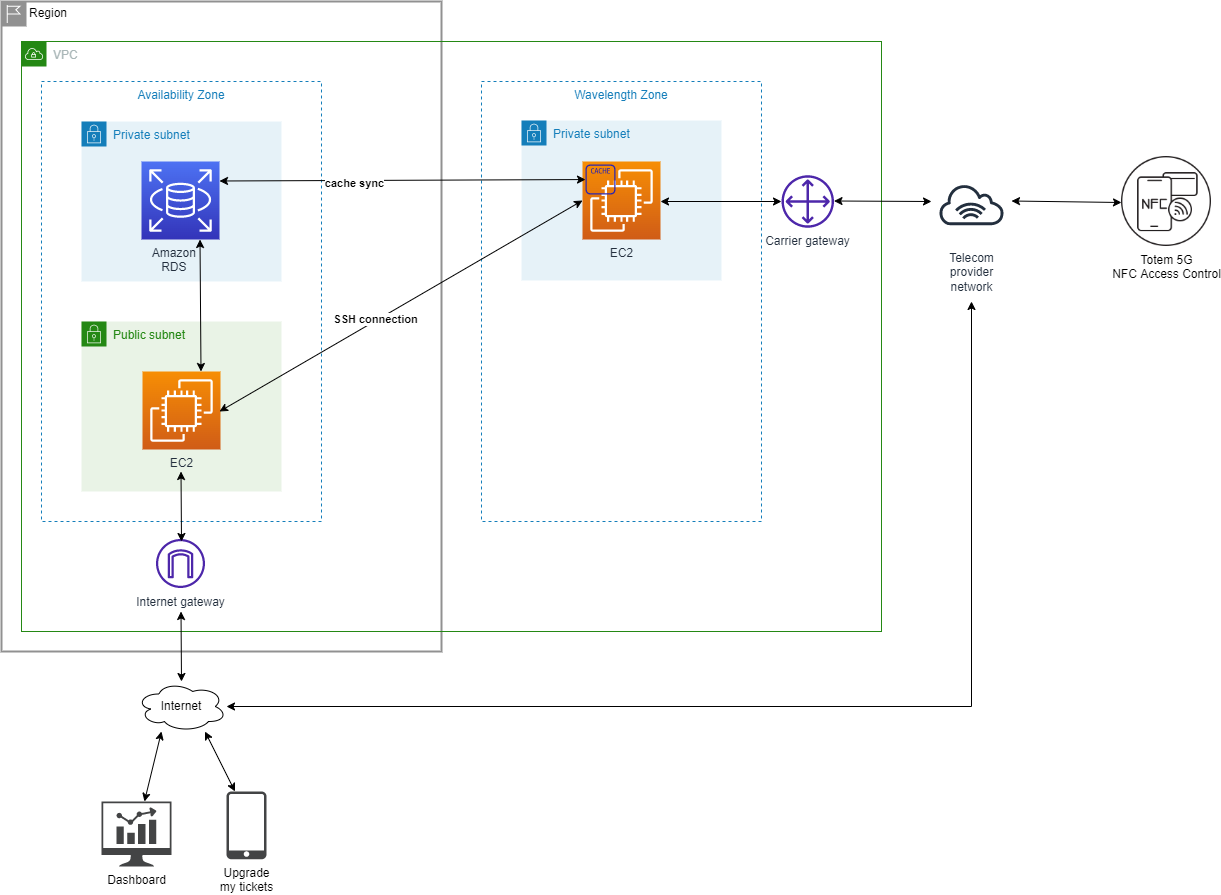 Region
VPC
Availability Zone
Wavelength Zone
Private subnet
Private subnet
CACHE
cache sync
NFC
Amazon
RDS
EC2
Carrier gateway
Telecom
provider
network
Totem 5G
NFC Access Control
SSH connection
Public subnet
EC2
Internet gateway
Internet
Dashboard
Upgrade
my tickets